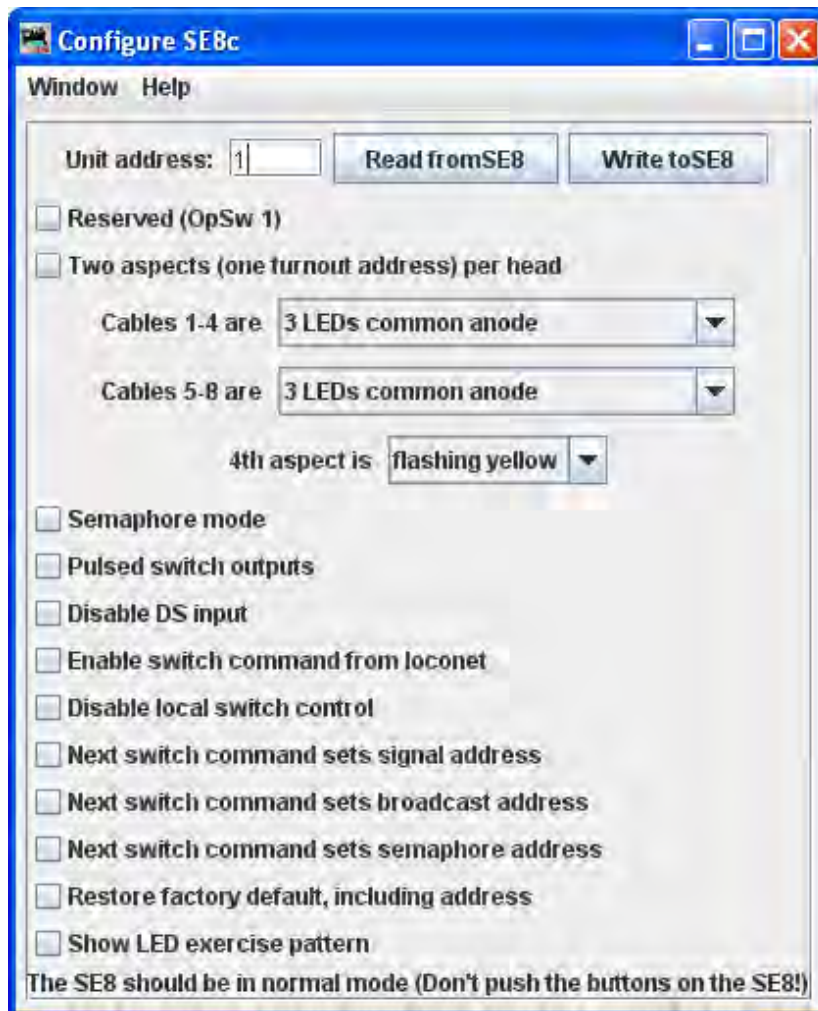 Configure SE8c
Window Help
Unit address: 1 Read fromSE8 Write toSE8
Reserved (OpSw 1)
Two aspects (one turnout address) per head
Cables 1-4 are 3 LEDs common anode
Cables 5-8 are 3 LEDs common anode
4th aspect is flashing yellow
Semaphore mode
Pulsed switch outputs
Disable DS input
Enable switch command from loconet
Disable local switch control
Next switch command sets signal address
Next switch command sets broadcast address
Next switch command sets semaphore address
Restore factory default, including address
Show LED exercise pattern
The SE8 should be in normal mode (Don't push the buttons on the SE8!)